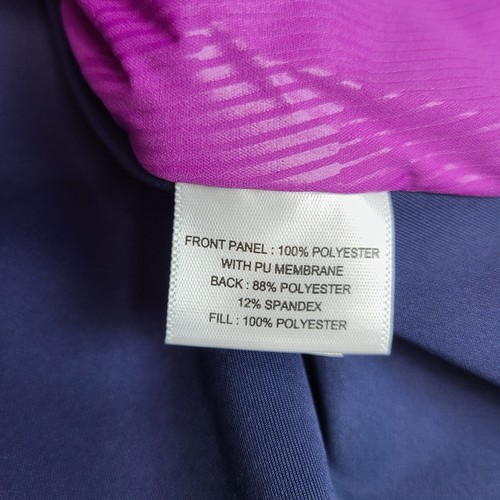 FRONT PANEL : 100% POLYESTER
WITH PU MEMBRANE
BACK : 88% POLYESTER
12% SPANDEX
FILL : 100% POLYESTER